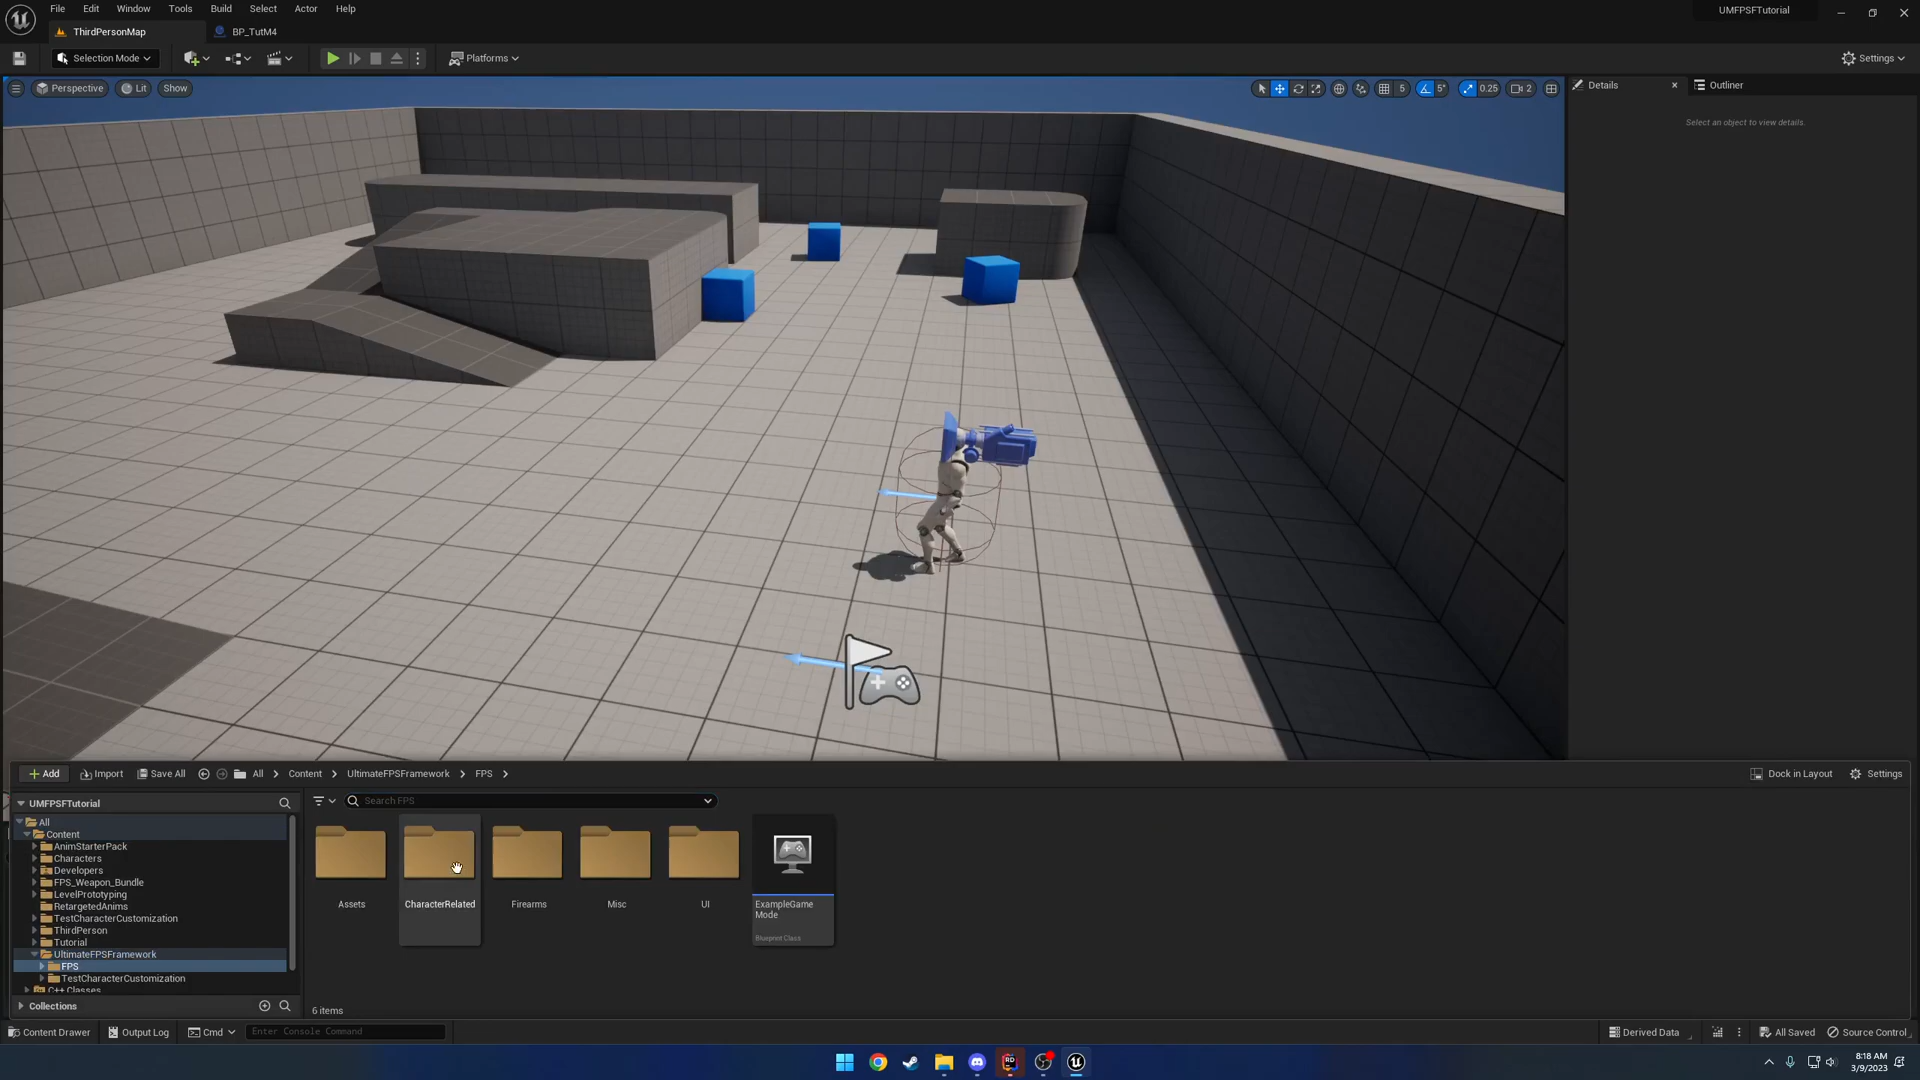 File Edit Window Tools Build Select Actor Help
UMFPSFTutorial
ThirdPersonMap
BP_TutM4
Selection Mode
Platforms
Settings
Perspective
Lit
Show
5
5°
0.25
2
Details
Outliner
Select an object to view details.
Add
Import
Save All
All
Content
UltimateFPSFramework
FPS
Dock in Layout
Settings
UMFPSFTutorial
Search FPS
All
Content
AnimStarterPack
Characters
Developers
FPS_Weapon_Bundle
LevelPrototyping
RetargetedAnims
TestCharacterCustomization
ThirdPerson
Tutorial
UltimateFPSFramework
FPS
TestCharacterCustomization
C++ Classes
Collections
Assets
CharacterRelated
Firearms
Misc
UI
ExampleGame
Mode
Blueprint Class
6 items
Content Drawer
Output Log
Cmd
Enter Console Command
Derived Data
All Saved
Source Control
RD
8:18 AM
3/9/2023